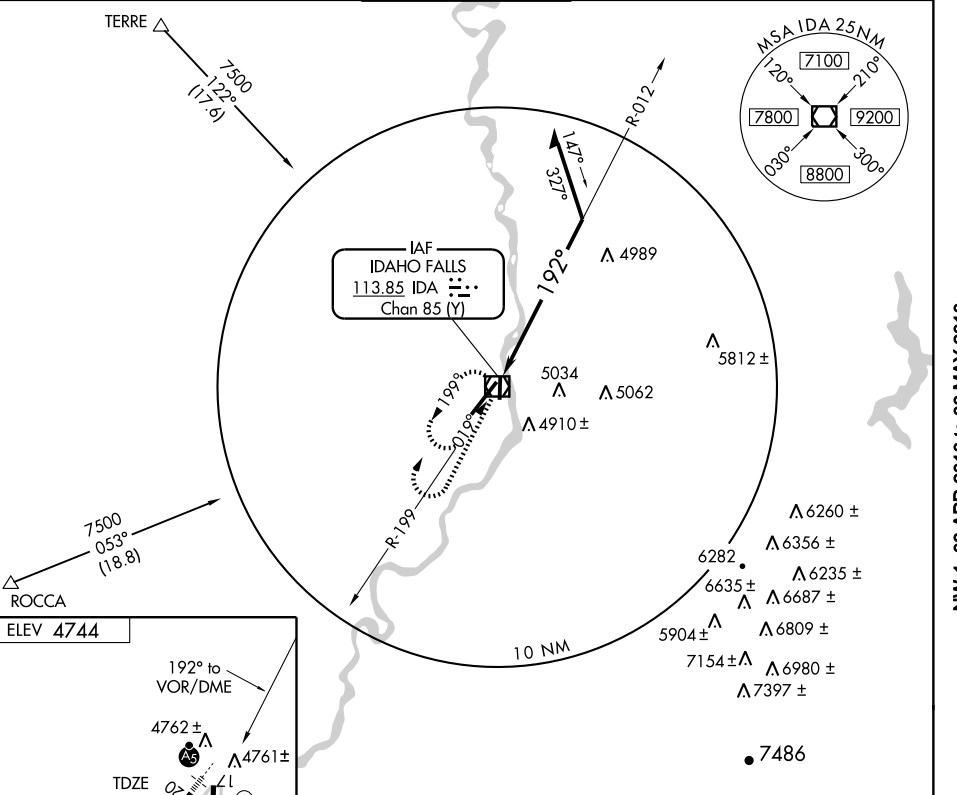 TERRE
7500
122°
(17.6)
MSA IDA 25NM
7100
120°
210°
7800
9200
030°
300°
8800
R-012
147°
327°
192°
IAF
IDAHO FALLS
113.85 IDA
Chan 85 (Y)
4989
5812 ±
5034
5062
4910 ±
199°
019°
R-199
7500
053°
(18.8)
ROCCA
6260 ±
6356 ±
6282
6235 ±
6635 ±
6687 ±
5904 ±
6809 ±
7154 ±
6980 ±
7397 ±
10 NM
7486
ELEV 4744
192° to
VOR/DME
4762 ±
A5
4761 ±
TDZE
20